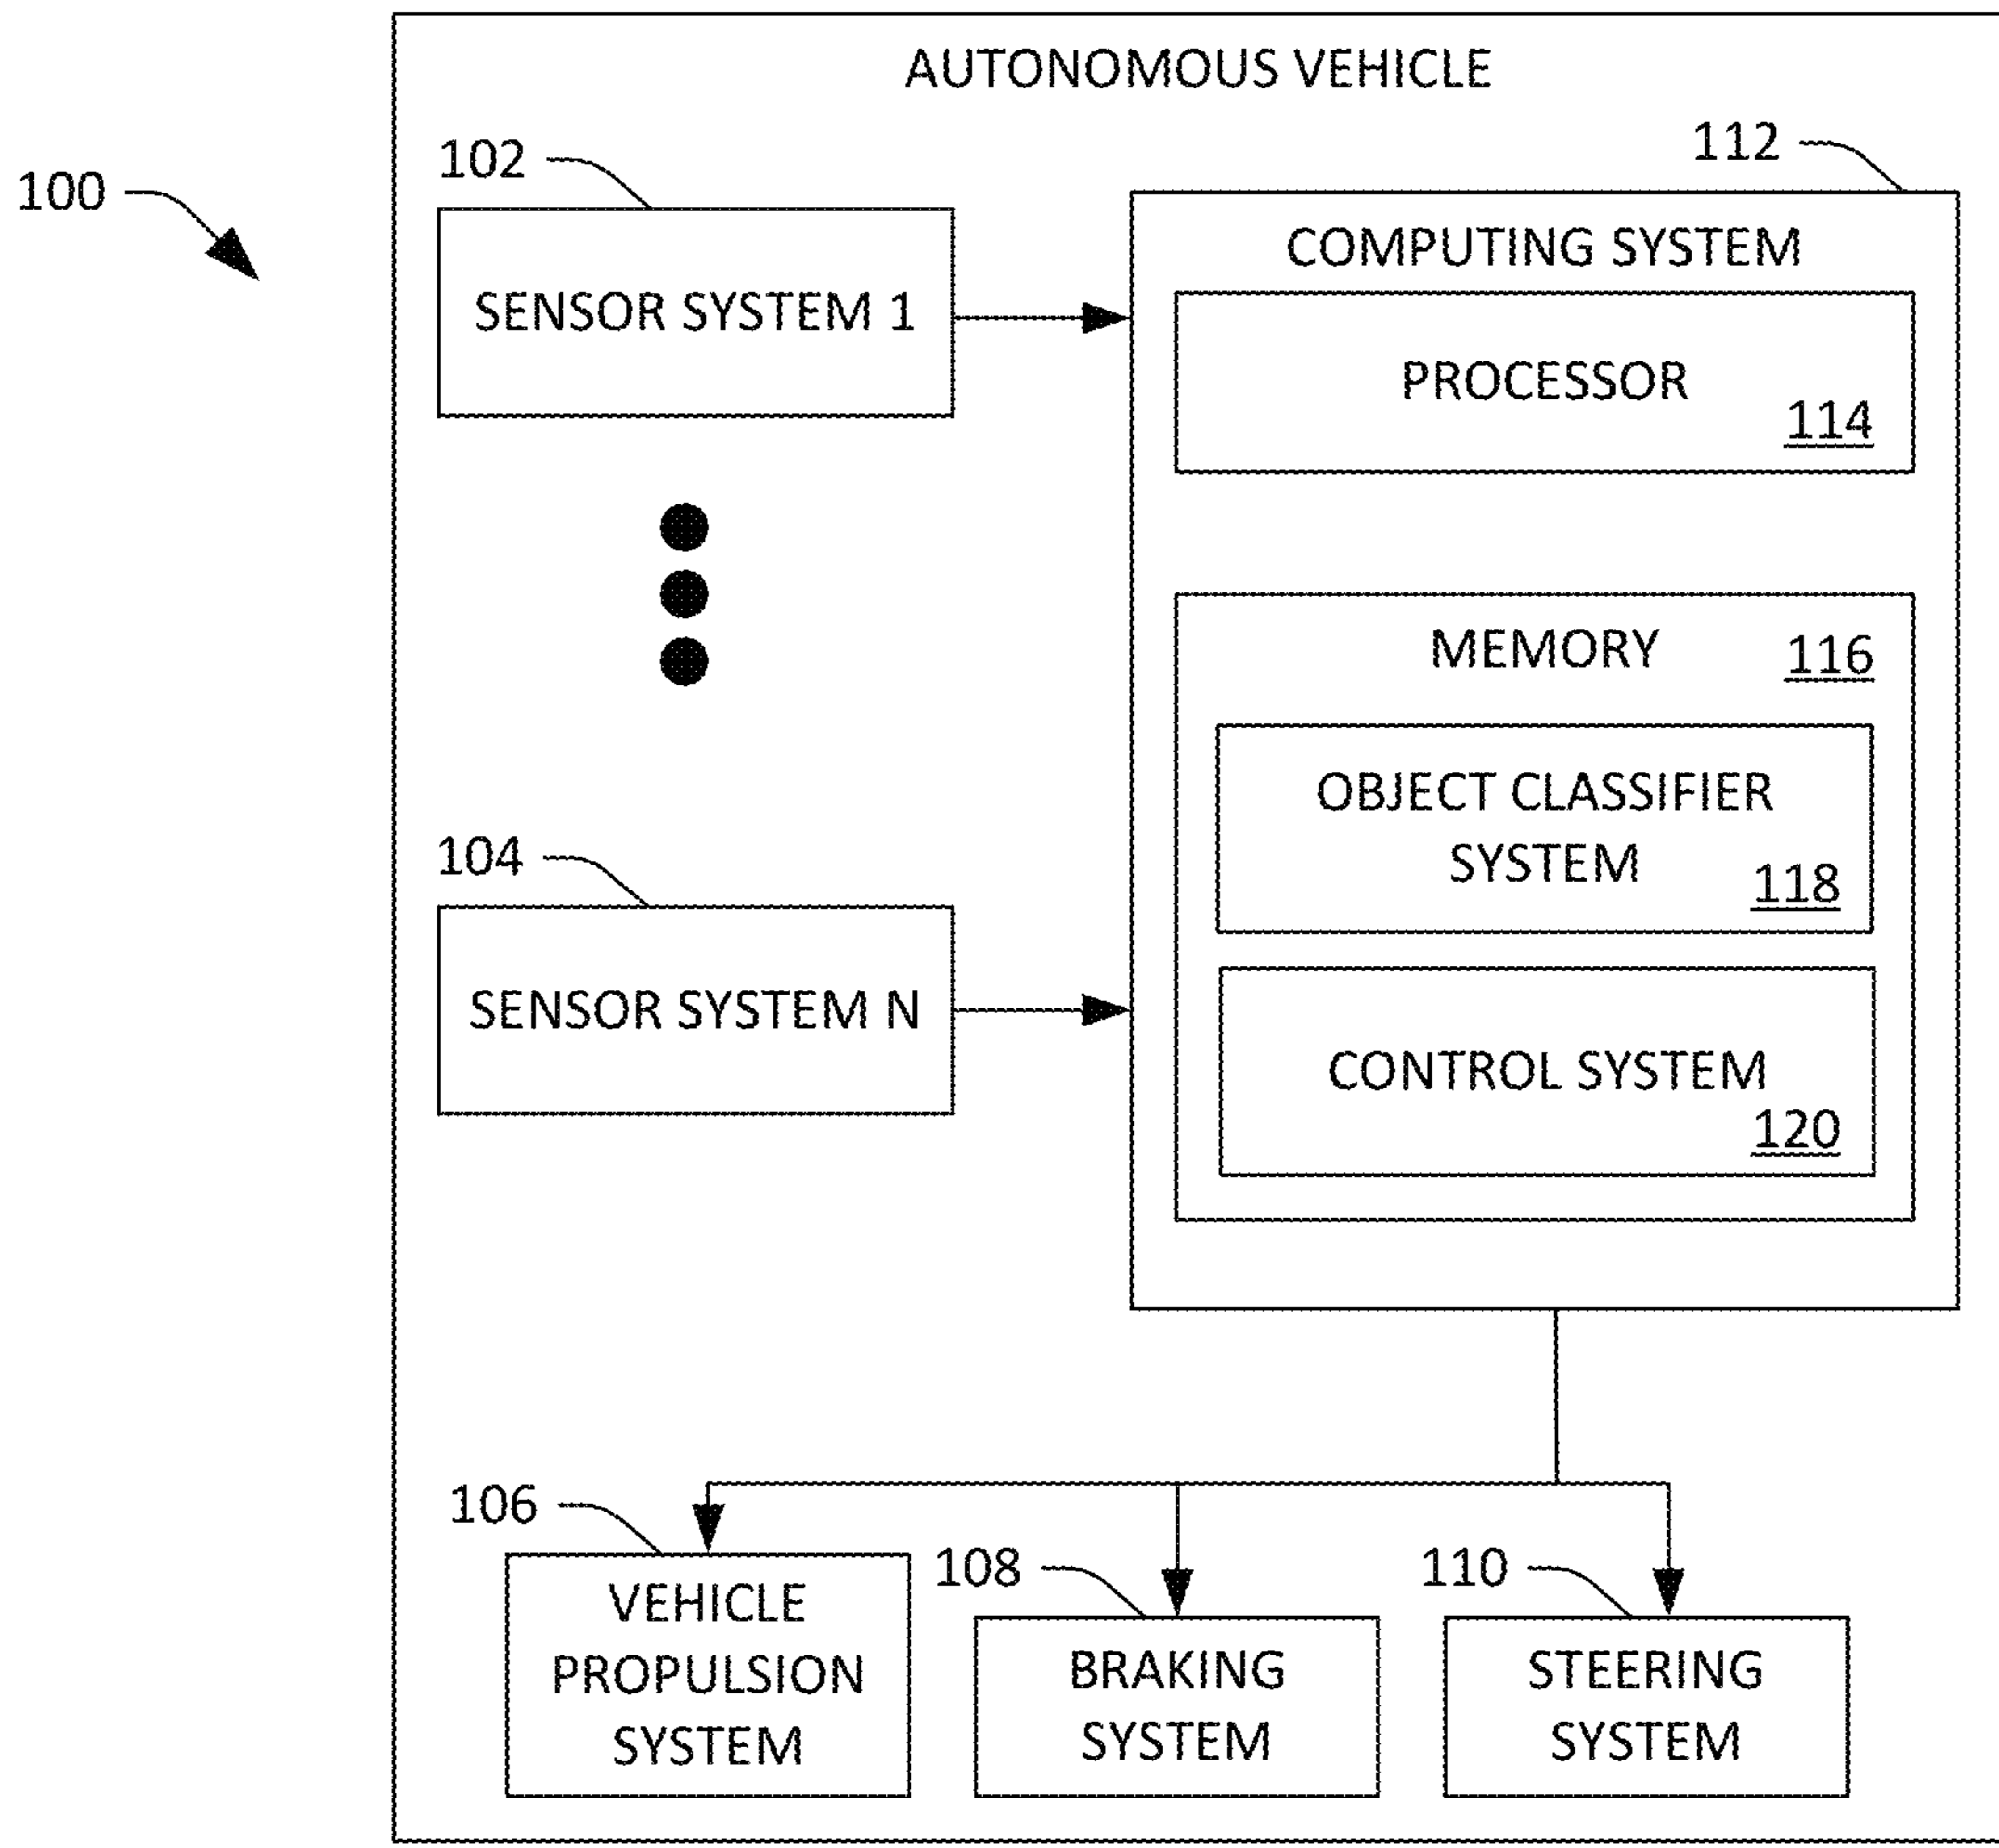 AUTONOMOUS VEHICLE
100
102
112
SENSOR SYSTEM 1
COMPUTING SYSTEM
PROCESSOR
114
MEMORY
116
OBJECT CLASSIFIER
SYSTEM
118
104
SENSOR SYSTEM N
CONTROL SYSTEM
120
106
VEHICLE
PROPULSION
SYSTEM
108
BRAKING
SYSTEM
110
STEERING
SYSTEM